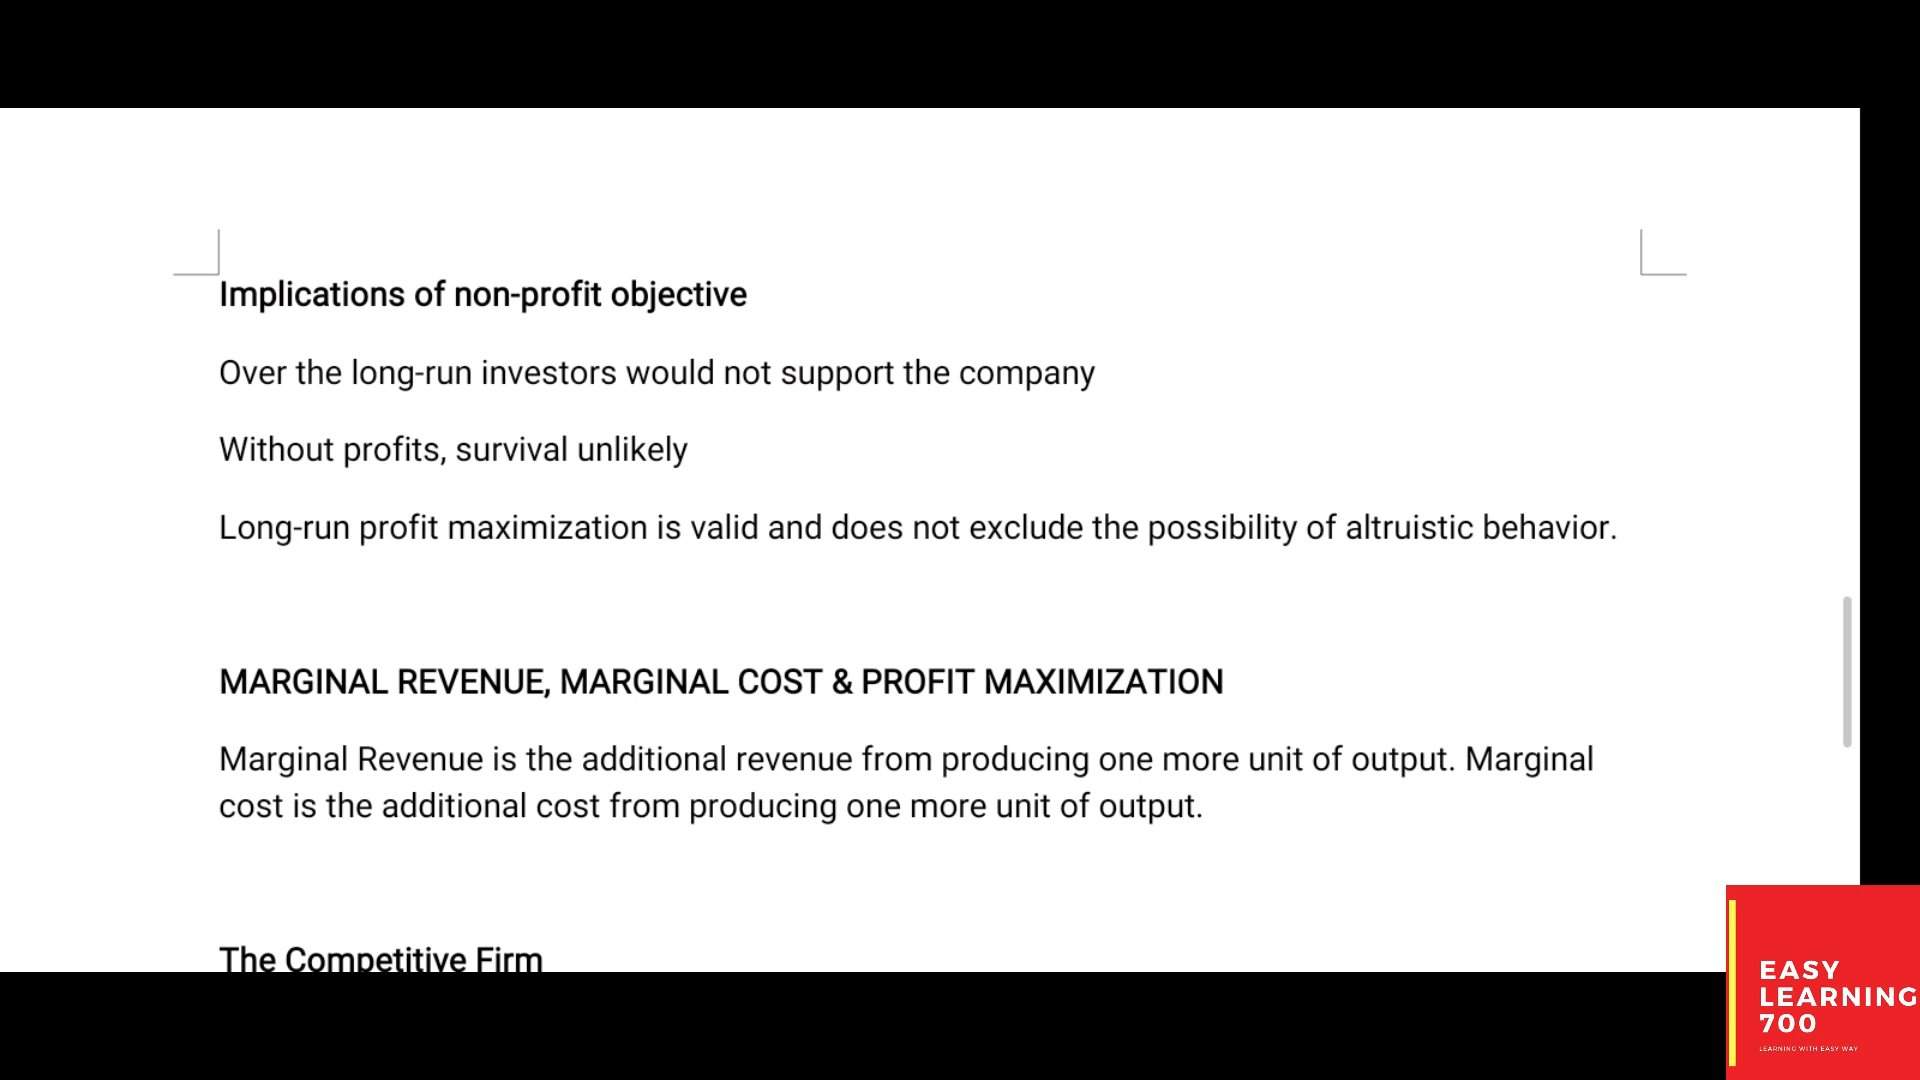 Implications of non-profit objective
Over the long-run investors would not support the company
Without profits, survival unlikely
Long-run profit maximization is valid and does not exclude the possibility of altruistic behavior.
MARGINAL REVENUE, MARGINAL COST & PROFIT MAXIMIZATION
Marginal Revenue is the additional revenue from producing one more unit of output. Marginal
cost is the additional cost from producing one more unit of output.
The Competitive Firm
EASY
LEARNING
700
LEARNING WITH EASY WAY